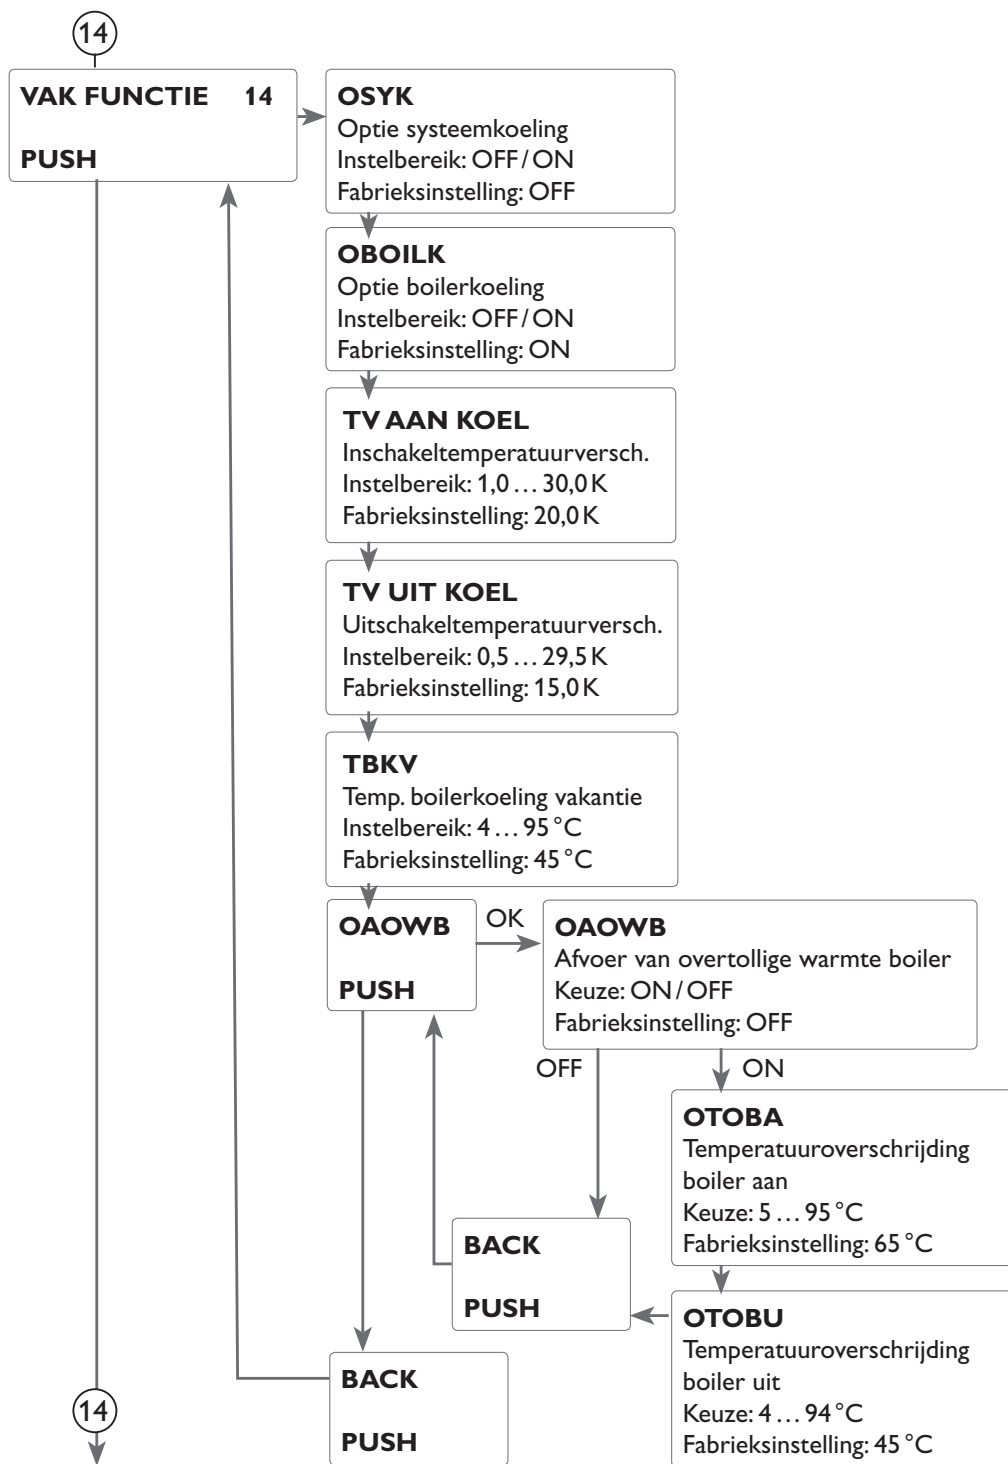 14
VAK FUNCTIE 14
PUSH
OSYK
Optie systeemkoeling
Instelbereik: OFF / ON
Fabrieksinstelling: OFF
OBOILK
Optie boilerkoeling
Instelbereik: OFF / ON
Fabrieksinstelling: ON
TV AAN KOEL
Inschakeltemperatuurversch.
Instelbereik: 1,0 … 30,0 K
Fabrieksinstelling: 20,0 K
TV UIT KOEL
Uitschakeltemperatuurversch.
Instelbereik: 0,5 … 29,5 K
Fabrieksinstelling: 15,0 K
TBKV
Temp. boilerkoeling vakantie
Instelbereik: 4 … 95 °C
Fabrieksinstelling: 45 °C
OAOWB
PUSH
OK
OAOWB
Afvoer van overtollige warmte boiler
Keuze: ON / OFF
Fabrieksinstelling: OFF
OFF
ON
OTOBA
Temperatuuroverschrijding
boiler aan
Keuze: 5 … 95 °C
Fabrieksinstelling: 65 °C
BACK
PUSH
OTOBU
Temperatuuroverschrijding
boiler uit
Keuze: 4 … 94 °C
Fabrieksinstelling: 45 °C
BACK
PUSH
14